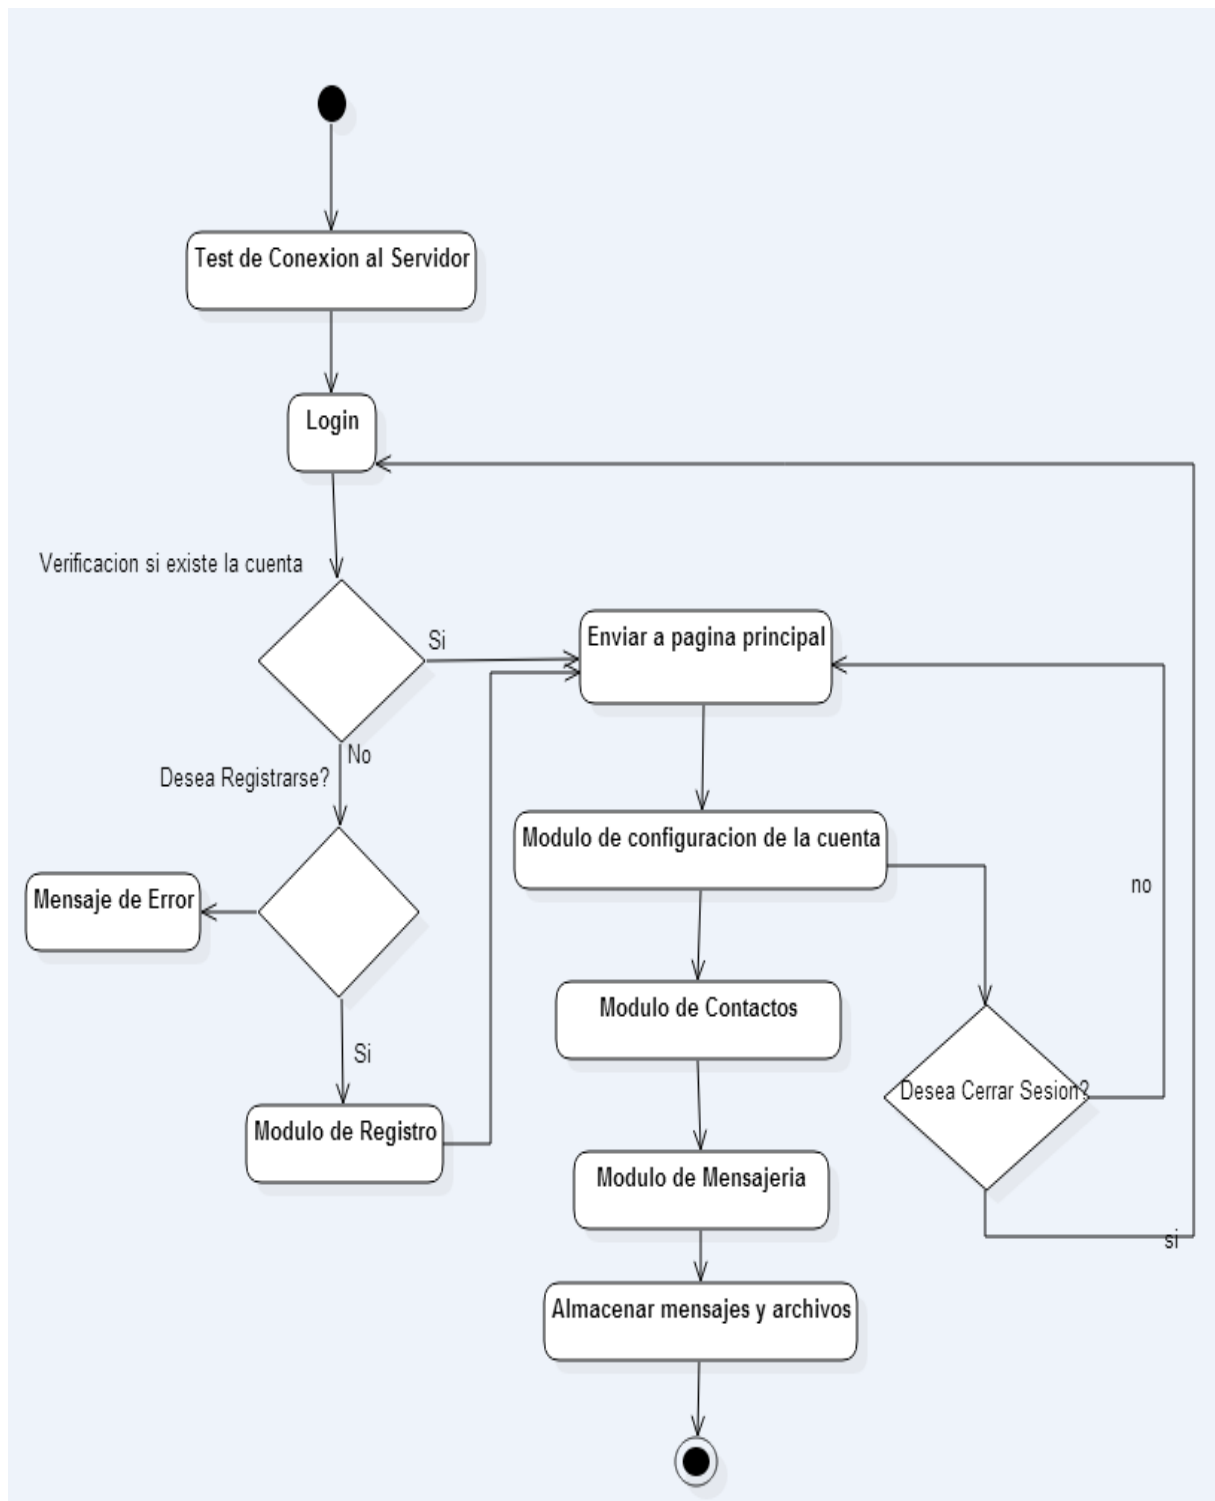 Test de Conexion al Servidor
Login
Verificacion si existe la cuenta
Si
Enviar a pagina principal
No
Desea Registrarse?
Modulo de configuracion de la cuenta
no
Mensaje de Error
Modulo de Contactos
Si
Desea Cerrar Sesion?
Modulo de Registro
Modulo de Mensajeria
si
Almacenar mensajes y archivos